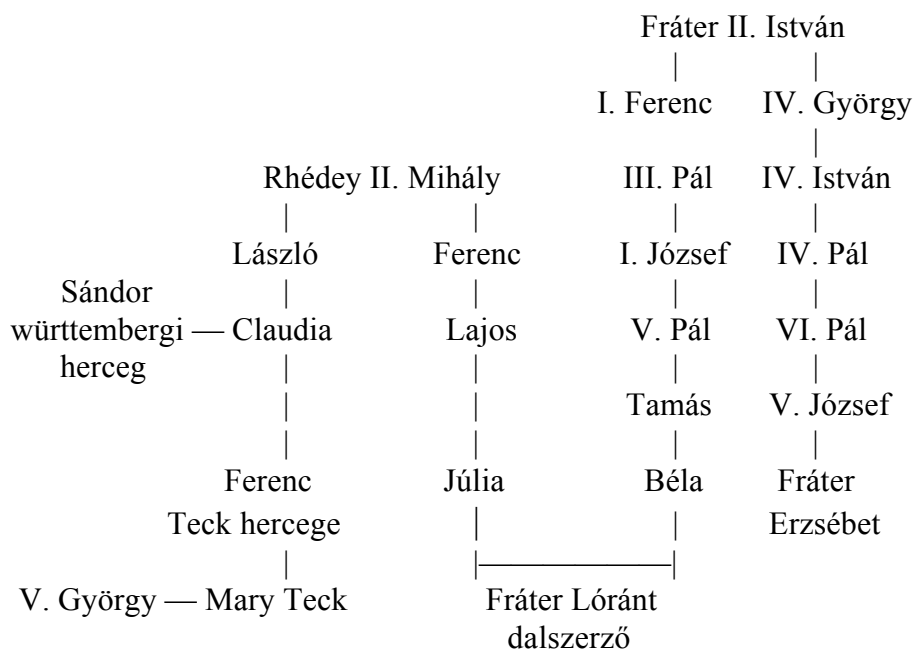 Fráter II. István
I. Ferenc IV. György
Rhédey II. Mihály III. Pál IV. István
László Ferenc I. József IV. Pál
Sándor
württembergi — Claudia Lajos V. Pál VI. Pál
herceg
Tamás V. József
Ferenc Júlia Béla Fráter
Teck hercege Erzsébet
V. György — Mary Teck Fráter Lóránt
dalszerző